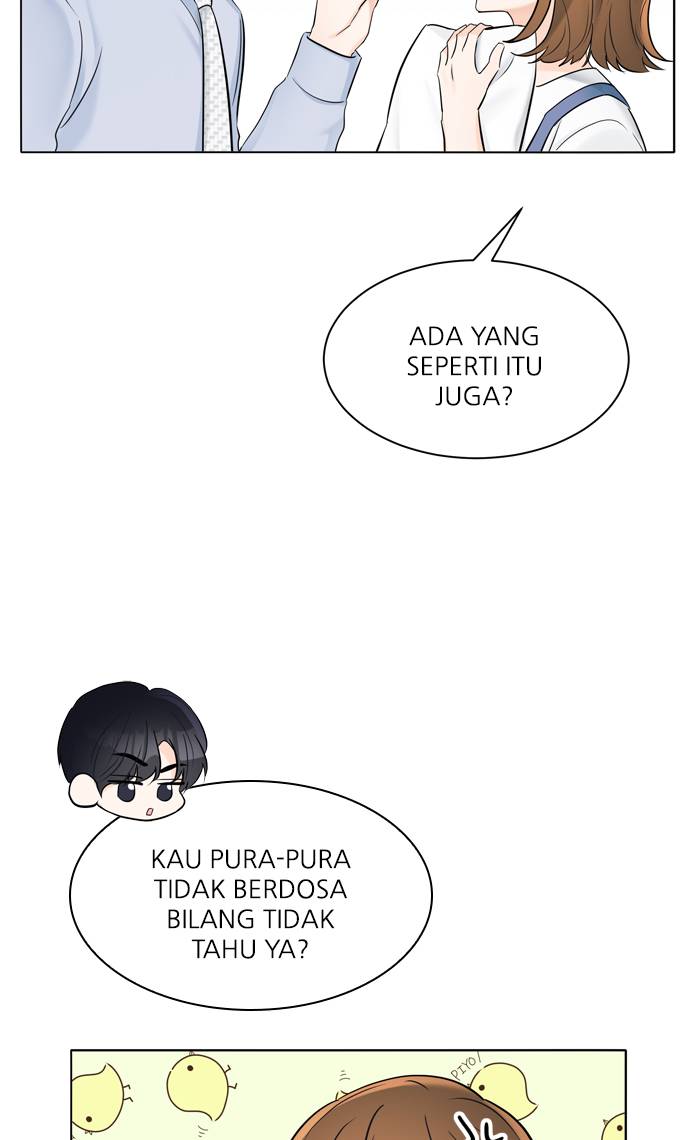 ADA YANG
SEPERTI ITU
JUGA?
KAU PURA-PURA
TIDAK BERDOSA
BILANG TIDAK
TAHU YA?
PIYO!